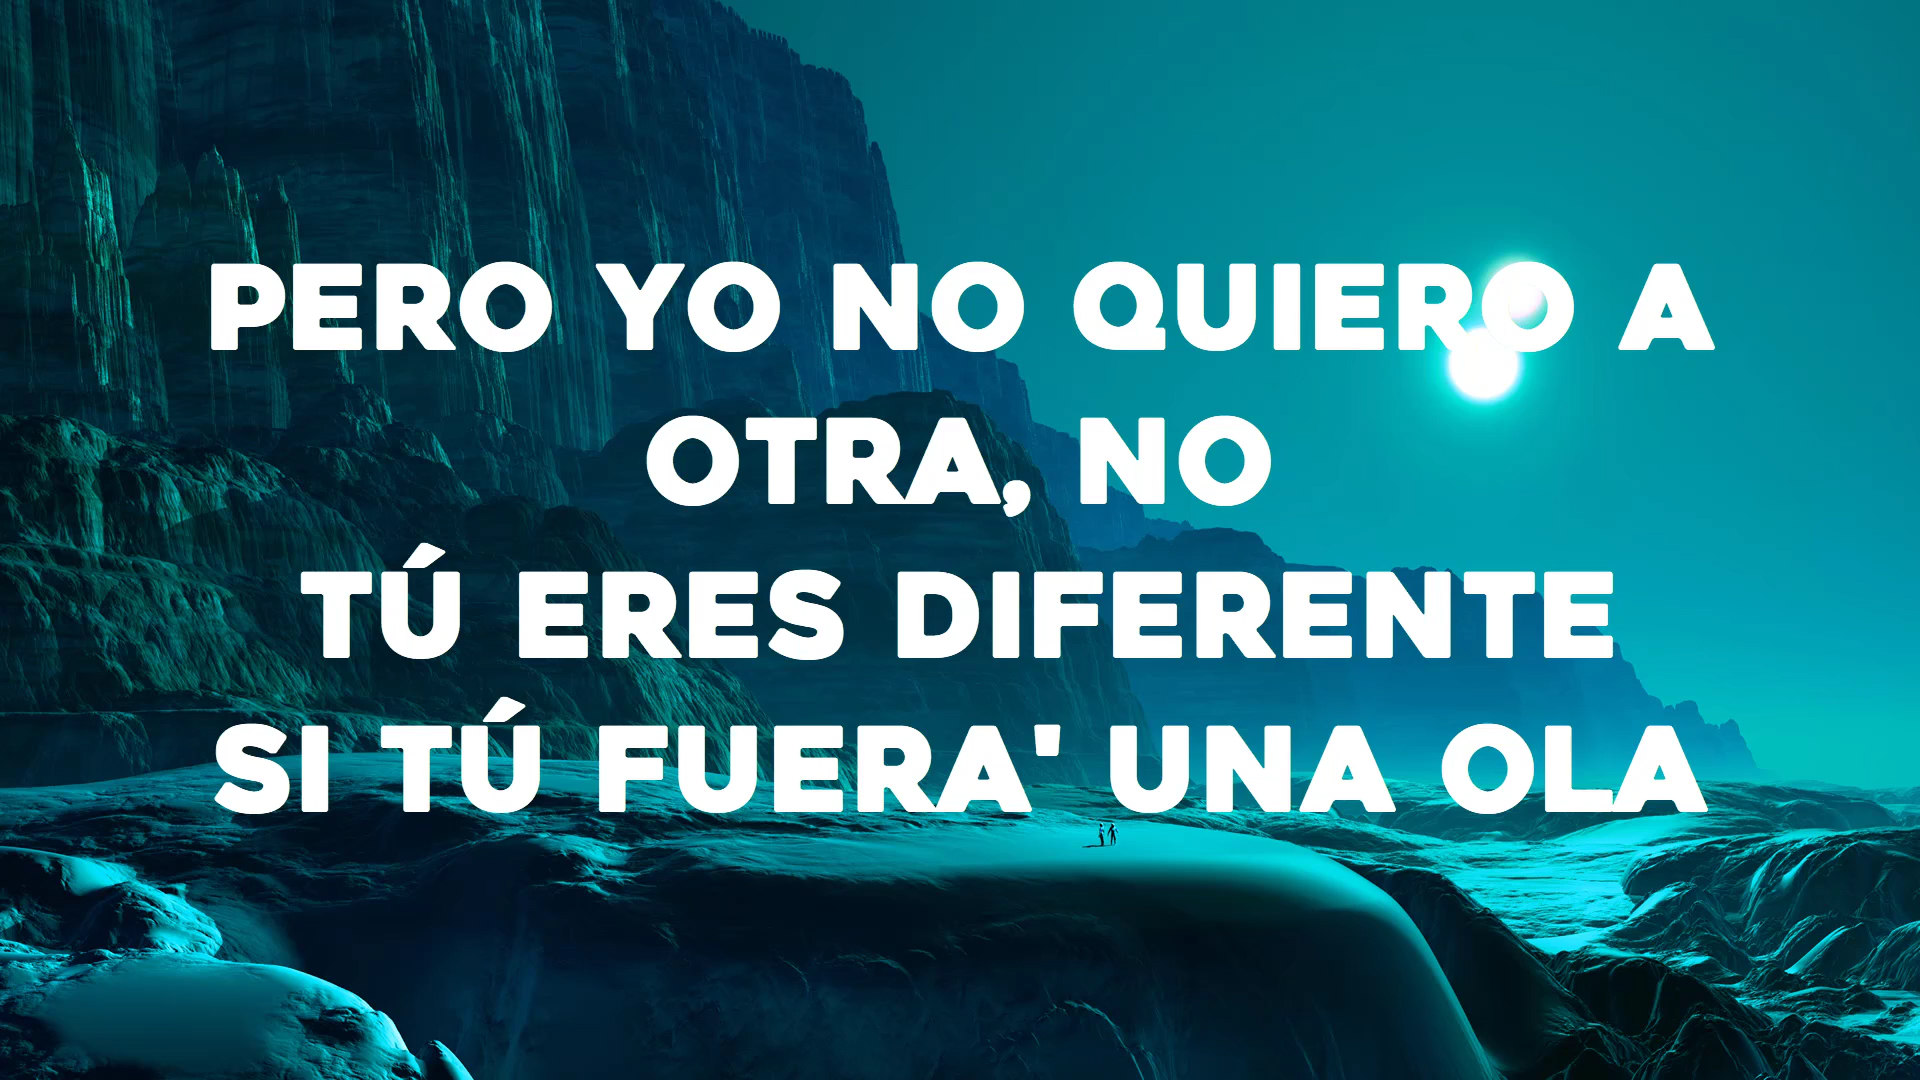 PERO YO NO QUIERO A
OTRA, NO
TÚ ERES DIFERENTE
SI TÚ FUERA' UNA OLA